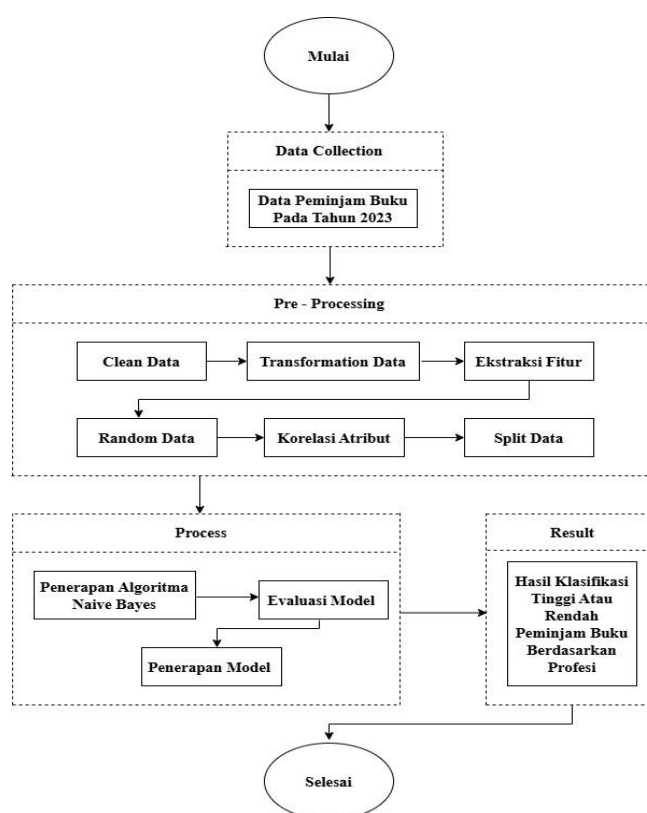 Mulai
Data Collection
Data Peminjam Buku
Pada Tahun 2023
Pre - Processing
Clean Data
Transformation Data
Ekstraksi Fitur
Random Data
Korelasi Atribut
Split Data
Process
Penerapan Algoritma
Naive Bayes
Evaluasi Model
Penerapan Model
Result
Hasil Klasifikasi
Tinggi Atau
Rendah
Peminjam Buku
Berdasarkan
Profesi
Selesai